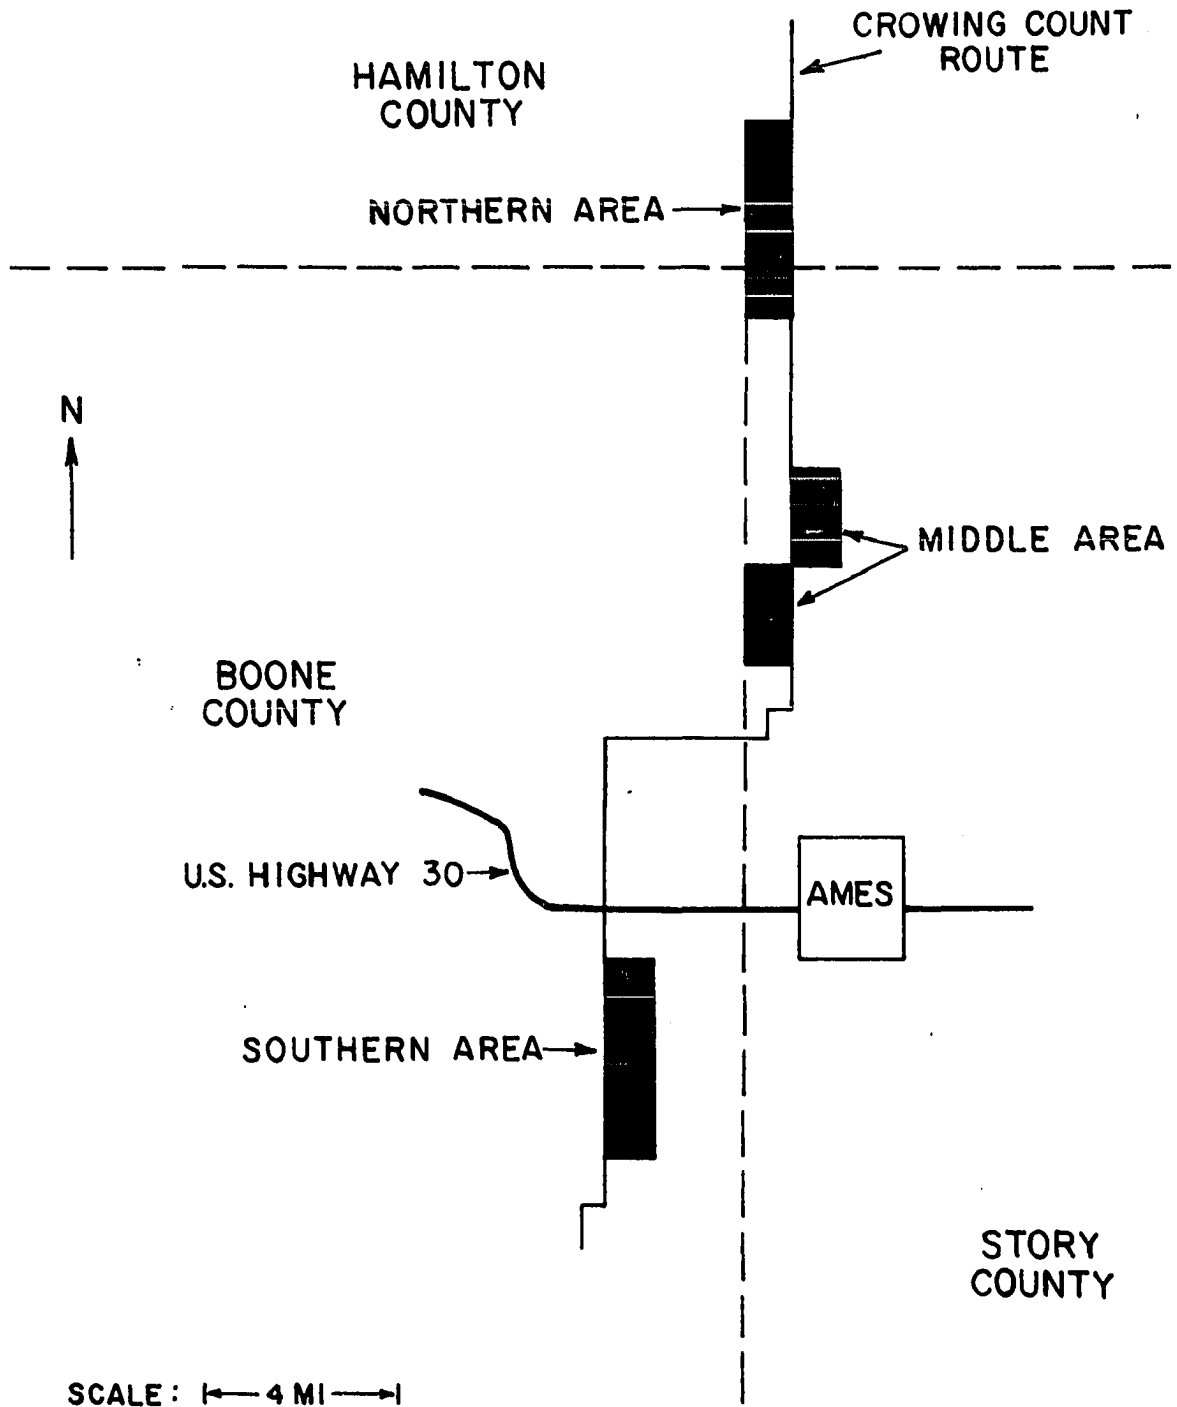 CROWING COUNT
ROUTE
HAMILTON
COUNTY
NORTHERN AREA
N
MIDDLE AREA
BOONE
COUNTY
U.S. HIGHWAY 30
AMES
SOUTHERN AREA
STORY
COUNTY
SCALE: 4 MI